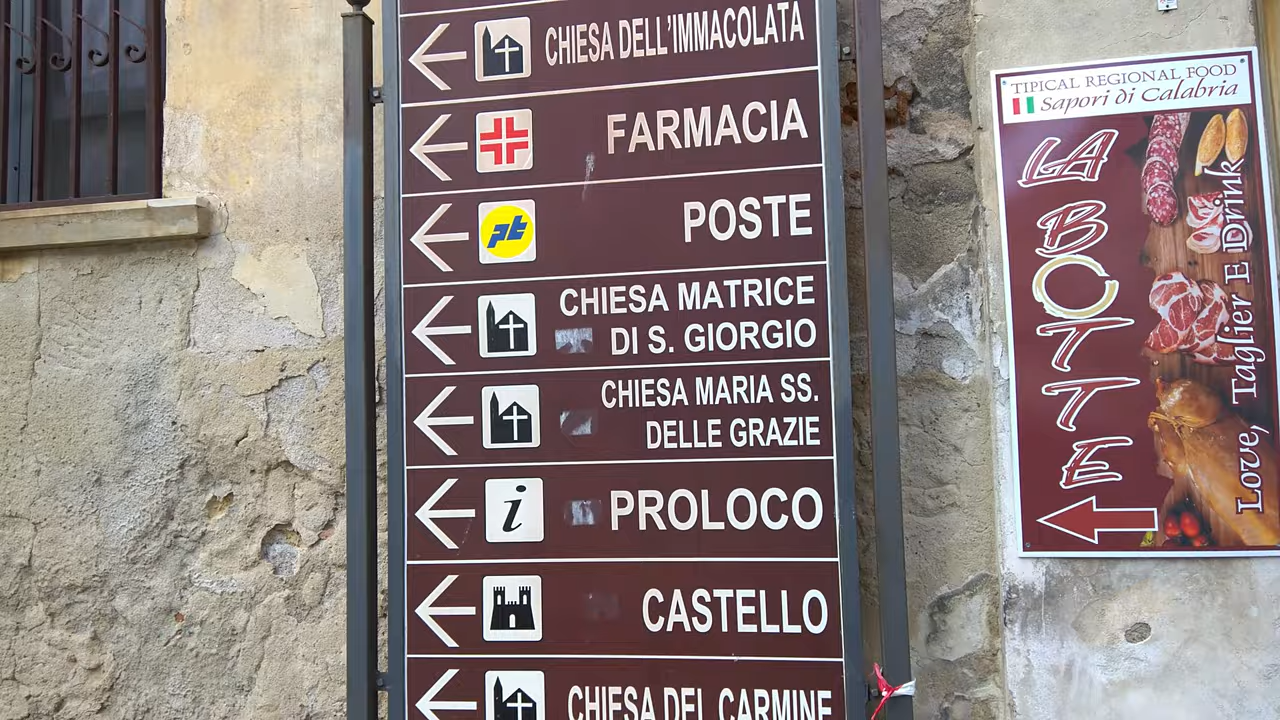 CHIESA DELL'IMMACOLATA
FARMACIA
pt
POSTE
CHIESA MATRICE
DI S. GIORGIO
CHIESA MARIA SS.
DELLE GRAZIE
i
PROLOCO
CASTELLO
CHIESA DEL CARMINE
TIPICAL REGIONAL FOOD
Sapori di Calabria
LA
BOTTE
Love, Taglier E Drink